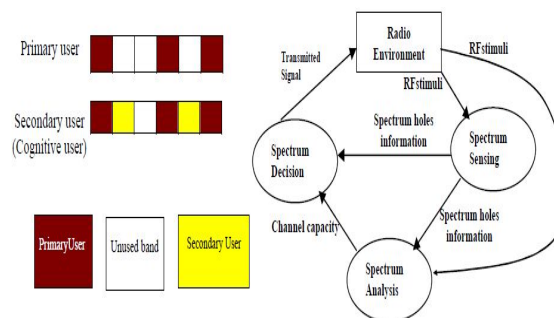 Primary user
Secondary user
(Cognitive user)
PrimaryUser
Unused band
Secondary User
Radio
Environment
Transmitted
Signal
RFstimuli
RFstimuli
Spectrum holes
information
Spectrum
Decision
Spectrum
Sensing
Channel capacity
Spectrum holes
information
Spectrum
Analysis